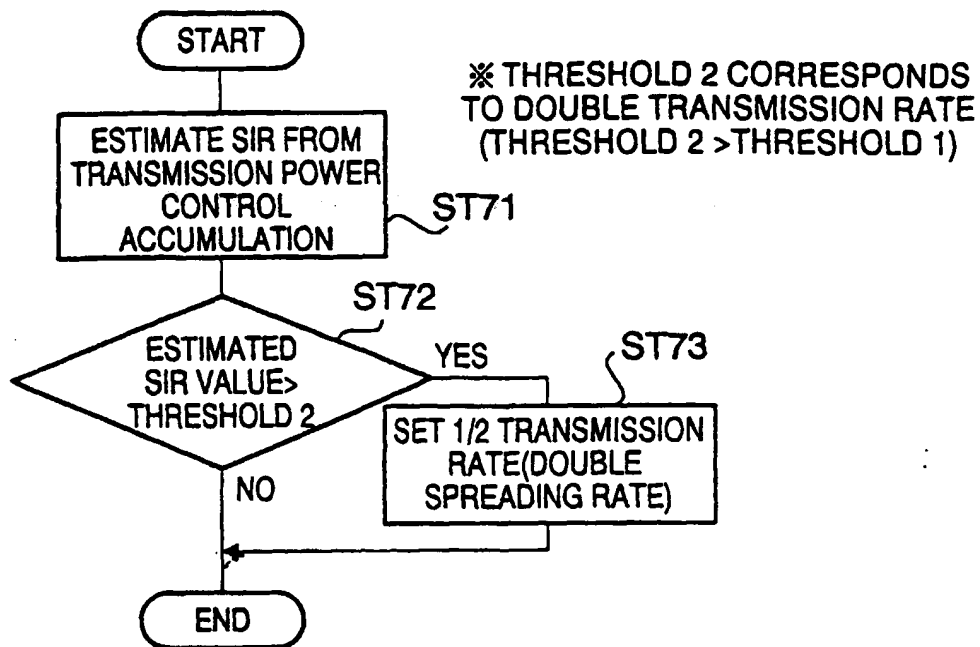 START
※ THRESHOLD 2 CORRESPONDS
TO DOUBLE TRANSMISSION RATE
(THRESHOLD 2 >THRESHOLD 1)
ESTIMATE SIR FROM
TRANSMISSION POWER
CONTROL
ACCUMULATION
ST71
ST72
ESTIMATED
SIR VALUE>
THRESHOLD 2
YES
ST73
SET 1/2 TRANSMISSION
RATE(DOUBLE
SPREADING RATE)
NO
END